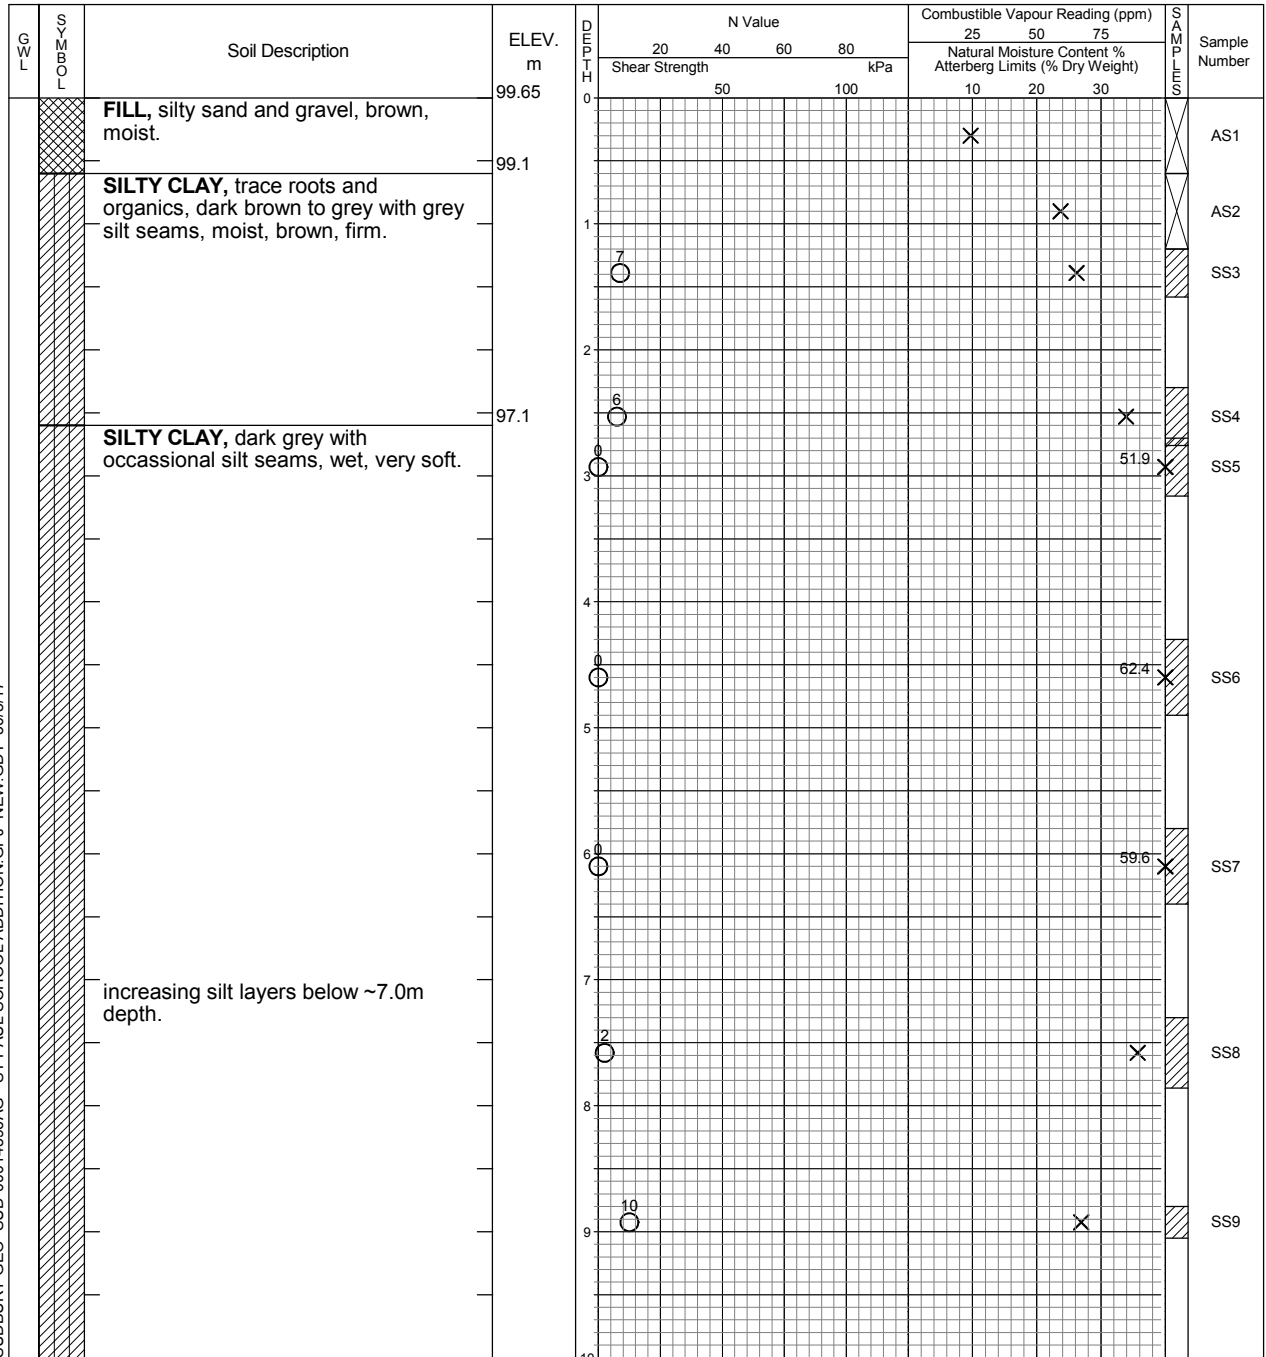 GWL
SYMBOL
Soil Description
ELEV.
m
DEPTH
N Value
20 40 60 80
Shear Strength kPa
50 100
Combustible Vapour Reading (ppm)
25 50 75
Natural Moisture Content %
Atterberg Limits (% Dry Weight)
10 20 30
SAMPLES
Sample
Number
99.65
0
FILL, silty sand and gravel, brown,
moist.
AS1
99.1
SILTY CLAY, trace roots and
organics, dark brown to grey with grey
silt seams, moist, brown, firm.
AS2
1
7
SS3
2
6
SS4
97.1
SILTY CLAY, dark grey with
occassional silt seams, wet, very soft.
0
51.9
SS5
3
4
0
62.4
SS6
5
6
0
59.6
SS7
7
increasing silt layers below ~7.0m
depth.
2
SS8
8
10
SS9
9